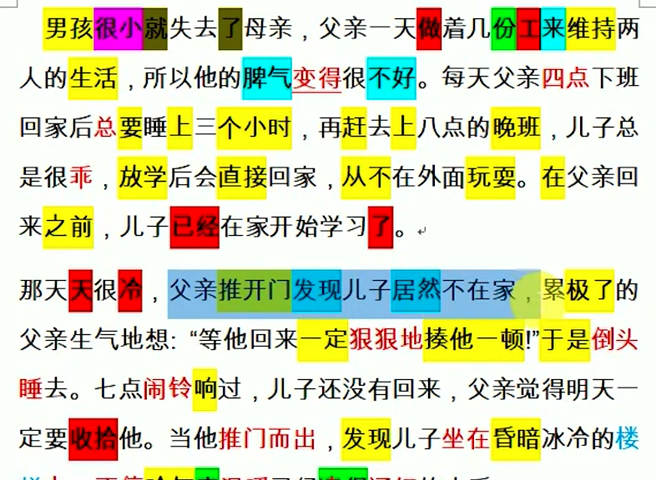 男孩很小就失去了母亲，父亲一天做着几份工来维持两
人的生活，所以他的脾气变得很不好。每天父亲四点下班
回家后总要睡上三个小时，再赶去上八点的晚班，儿子总
是很乖，放学后会直接回家，从不在外面玩耍。在父亲回
来之前，儿子已经在家开始学习了。
那天天很冷，父亲推开门发现儿子居然不在家，累极了的
父亲生气地想：“等他回来一定狠狠地揍他一顿!”于是倒头
睡去。七点闹铃响过，儿子还没有回来，父亲觉得明天一
定要收拾他。当他推门而出，发现儿子坐在昏暗冰冷的楼